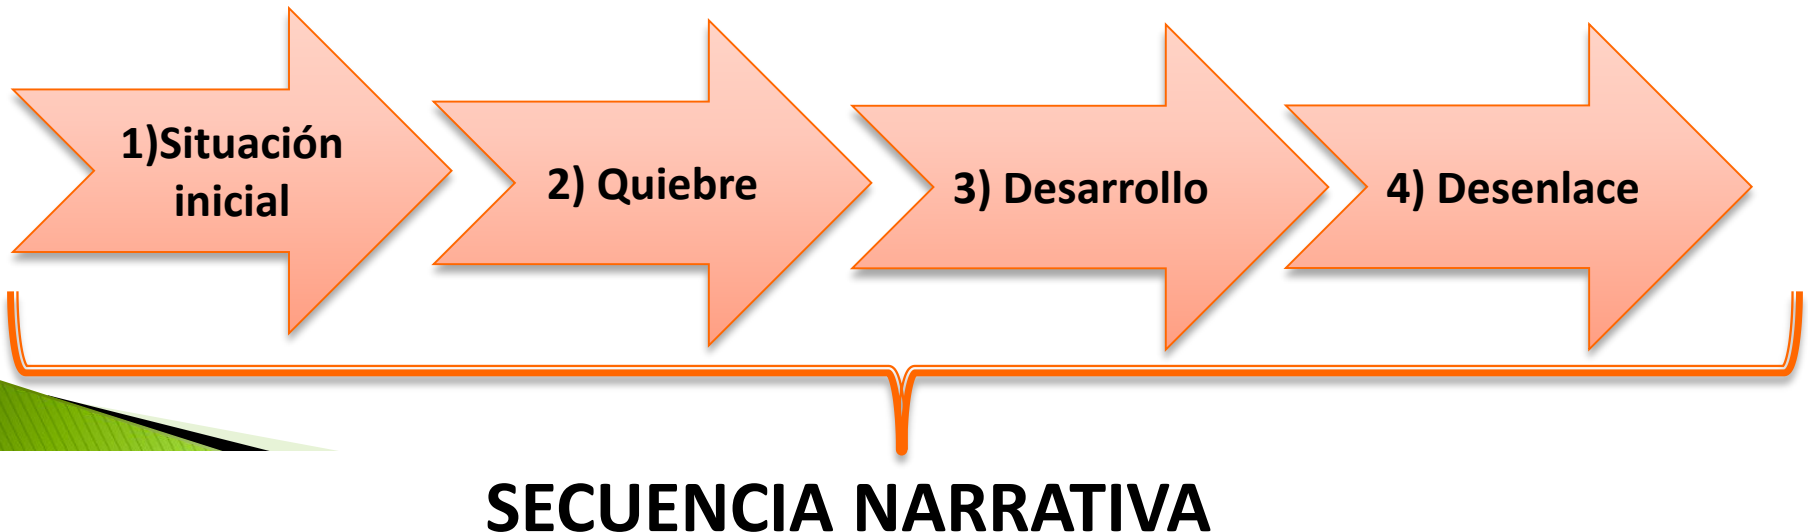 1)Situación
inicial
2) Quiebre
3) Desarrollo
4) Desenlace
SECUENCIA NARRATIVA